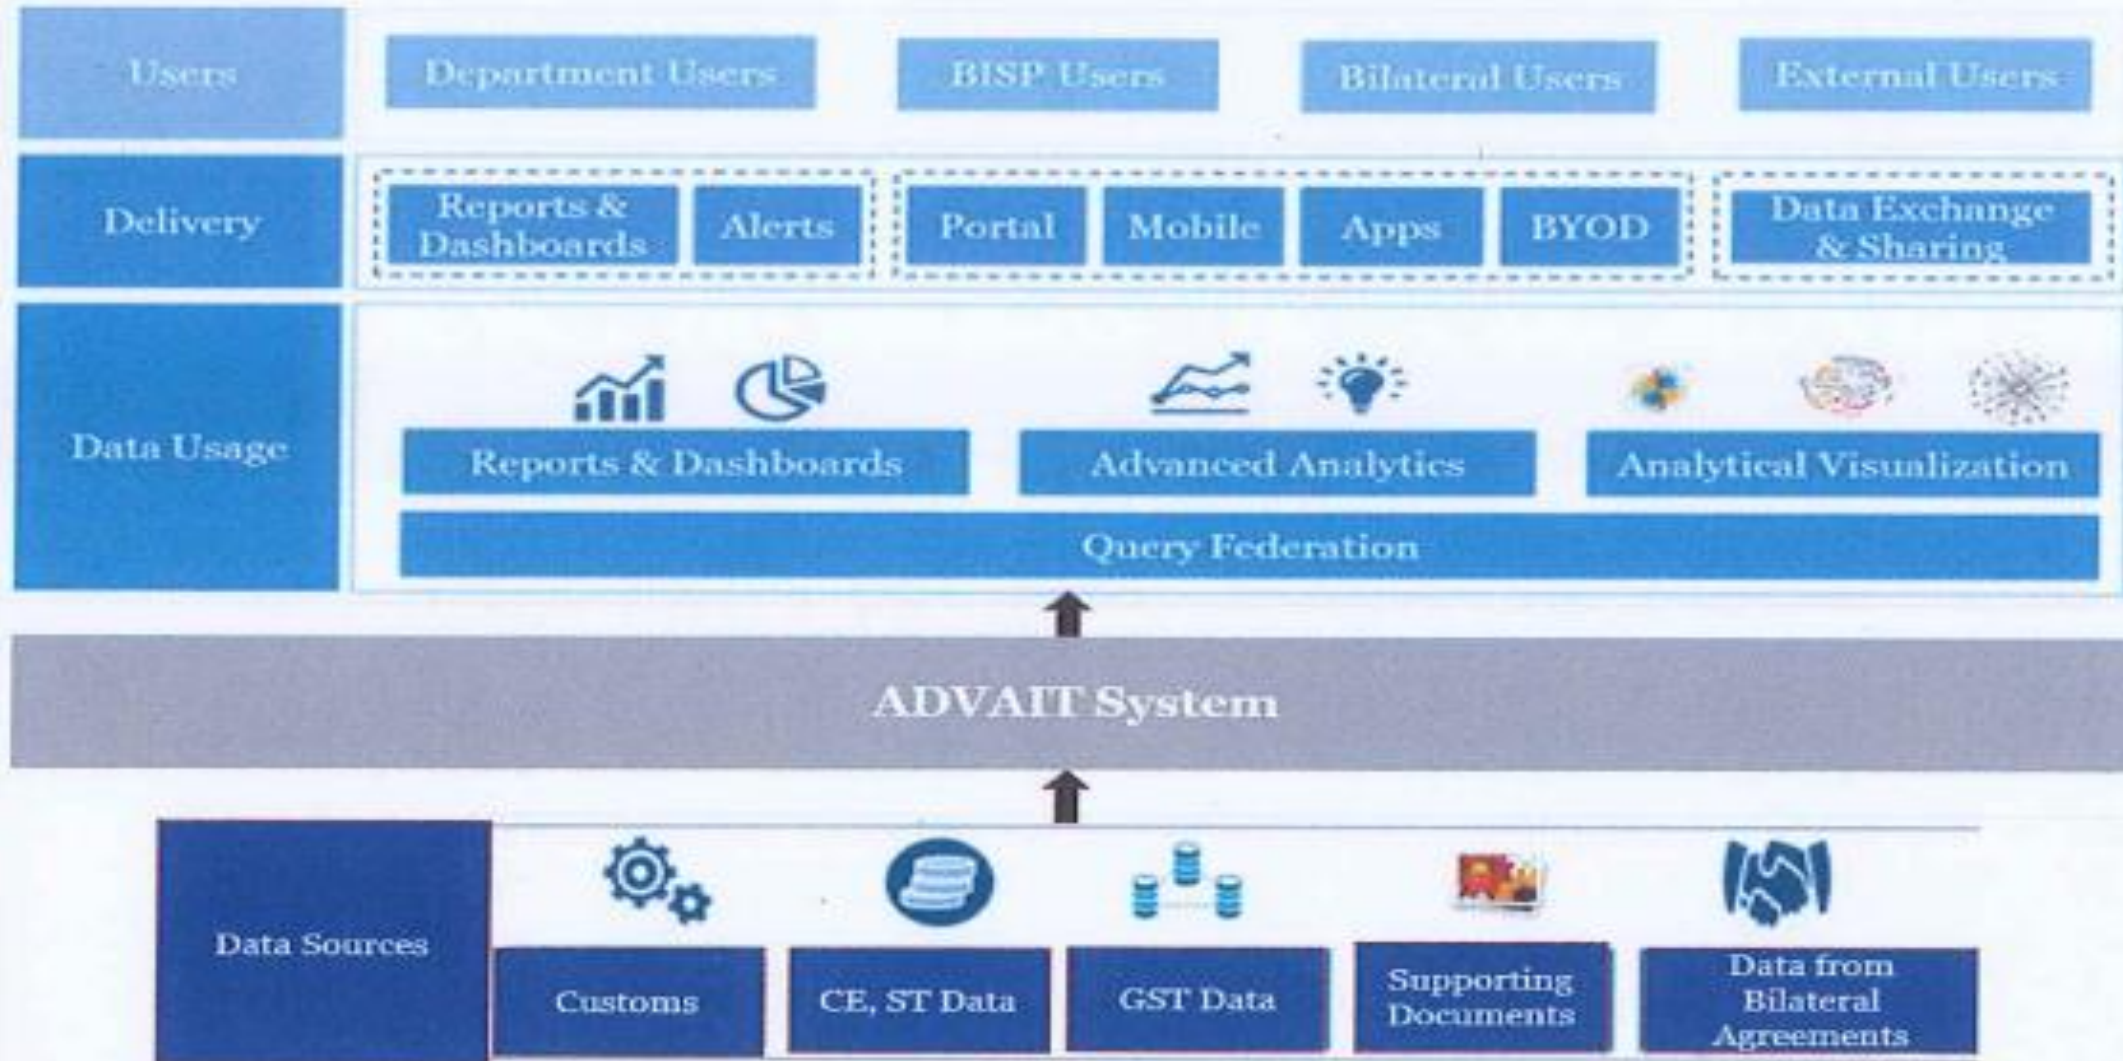 Users
Department Users
BISP Users
Bilateral Users
External Users
Delivery
Reports &
Dashboards
Alerts
Portal
Mobile
Apps
BYOD
Data Exchange
& Sharing
Data Usage
Reports & Dashboards
Advanced Analytics
Analytical Visualization
Query Federation
ADVAIT System
Data Sources
Customs
CE, ST Data
GST Data
Supporting
Documents
Data from
Bilateral
Agreements